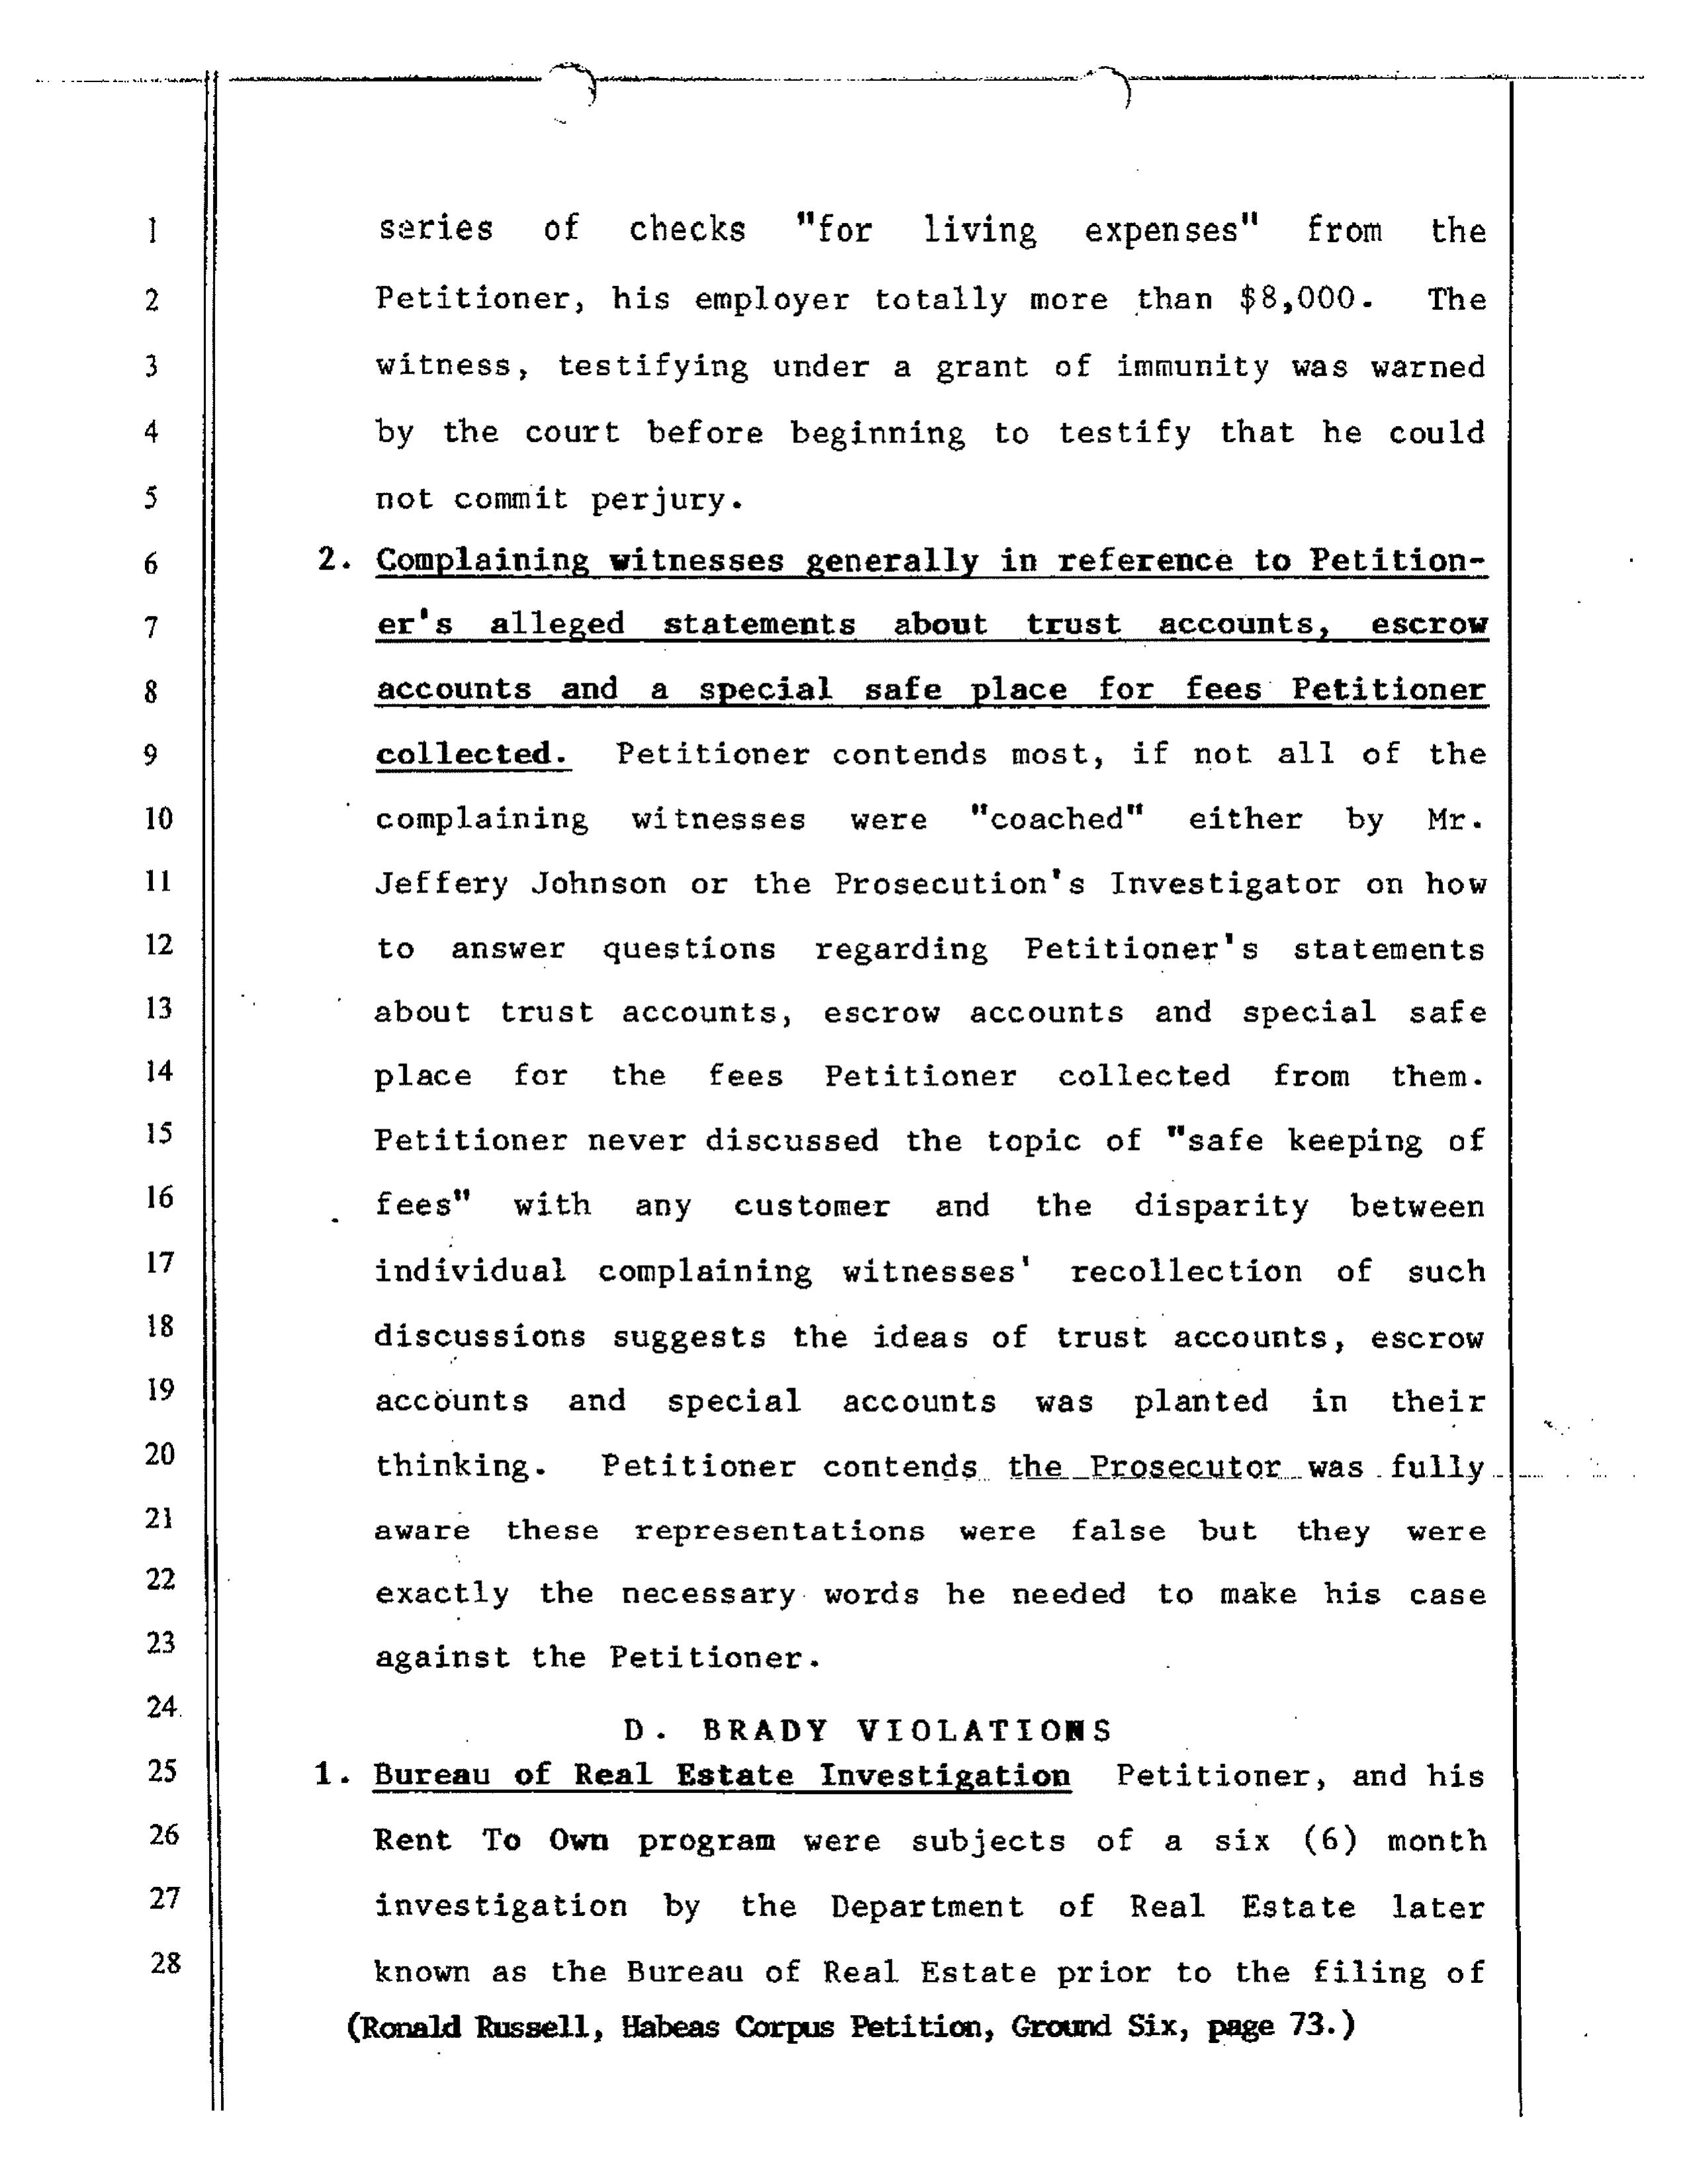 1 series of checks "for living expenses" from the
2 Petitioner, his employer totally more than $8,000. The
3 witness, testifying under a grant of immunity was warned
4 by the court before beginning to testify that he could
5 not commit perjury.
6 2. Complaining witnesses generally in reference to Petition-
7 er's alleged statements about trust accounts, escrow
8 accounts and a special safe place for fees Petitioner
9 collected. Petitioner contends most, if not all of the
10 complaining witnesses were "coached" either by Mr.
11 Jeffery Johnson or the Prosecution's Investigator on how
12 to answer questions regarding Petitioner's statements
13 about trust accounts, escrow accounts and special safe
14 place for the fees Petitioner collected from them.
15 Petitioner never discussed the topic of "safe keeping of
16 fees" with any customer and the disparity between
17 individual complaining witnesses' recollection of such
18 discussions suggests the ideas of trust accounts, escrow
19 accounts and special accounts was planted in their
20 thinking. Petitioner contends the Prosecutor was fully
21 aware these representations were false but they were
22 exactly the necessary words he needed to make his case
23 against the Petitioner.
24 D. BRADY VIOLATIONS
25 1. Bureau of Real Estate Investigation Petitioner, and his
26 Rent To Own program were subjects of a six (6) month
27 investigation by the Department of Real Estate later
28 known as the Bureau of Real Estate prior to the filing of
(Ronald Russell, Habeas Corpus Petition, Ground Six, page 73.)